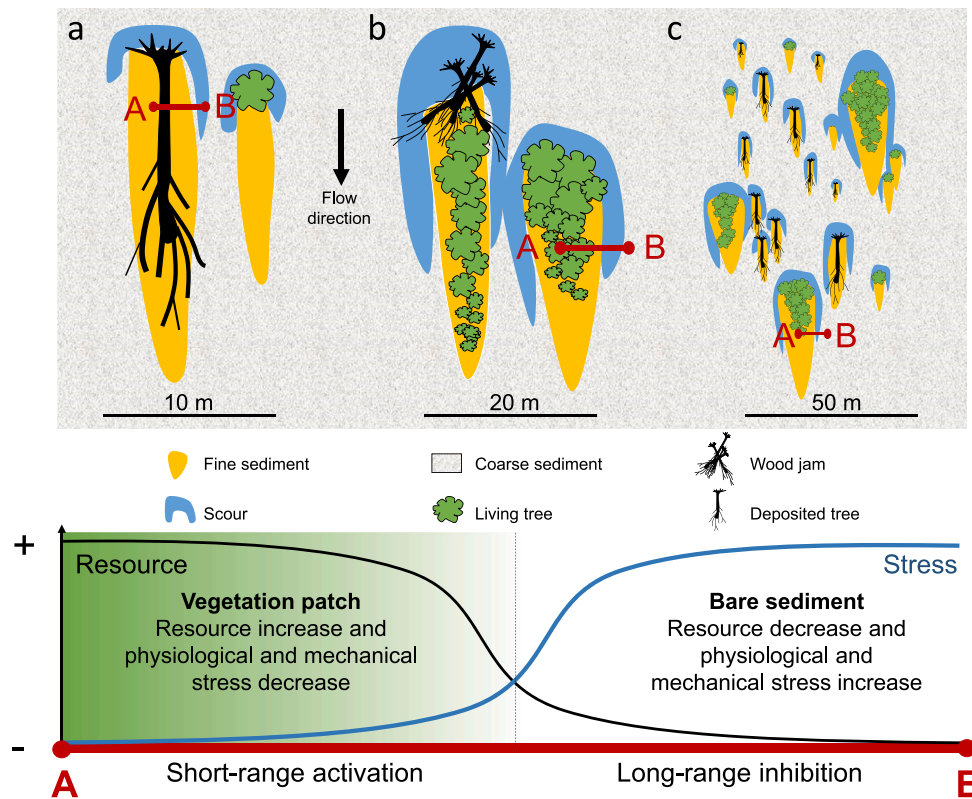 a
b
c
A
B
Flow
direction
A
B
A
B
10 m
20 m
50 m
Fine sediment
Coarse sediment
Wood jam
Scour
Living tree
Deposited tree
+
Resource
Stress
Vegetation patch
Resource increase and
physiological and mechanical
stress decrease
Bare sediment
Resource decrease and
physiological and
mechanical stress increase
-
A
Short-range activation
Long-range inhibition
B